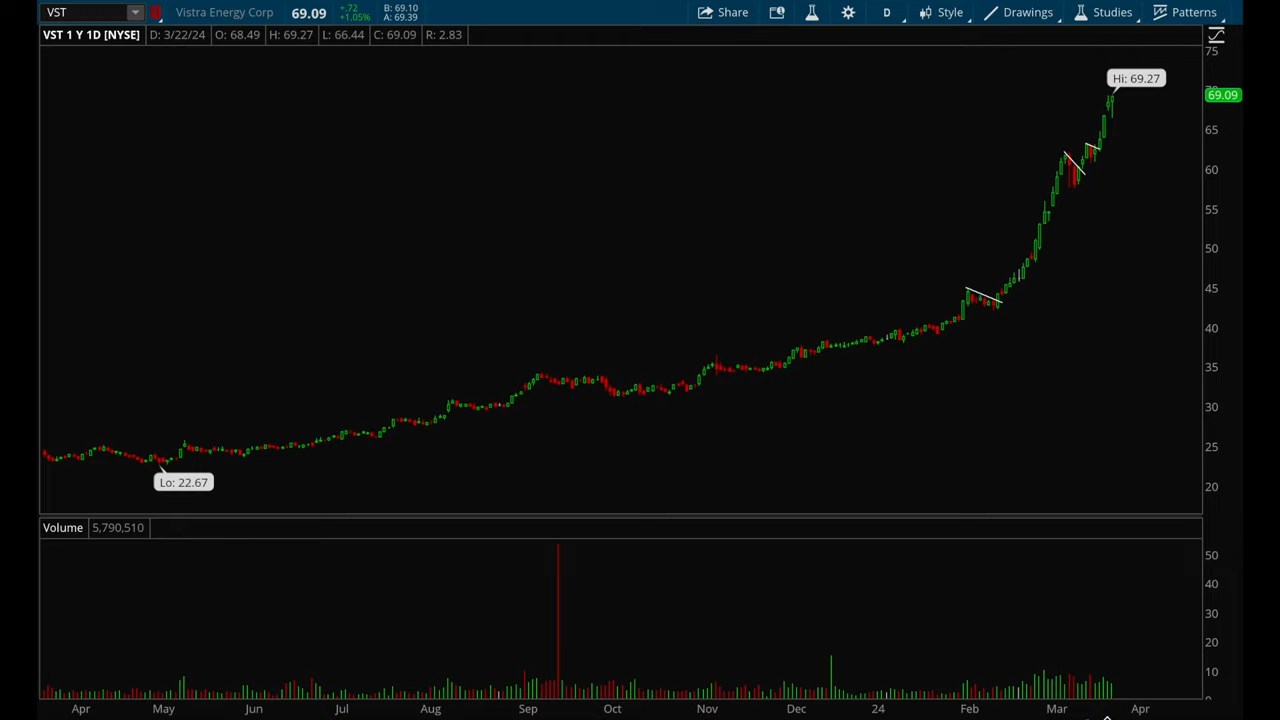 VST Vistra Energy Corp 69.09 .72 +1.05% B: 69.10 A: 69.39 Share D Style Drawings Studies Patterns
VST 1 Y 1D [NYSE] D: 3/22/24 O: 68.49 H: 69.27 L: 66.44 C: 69.09 R: 2.83
75
Hi: 69.27
69.09
65
60
55
50
45
40
35
30
25
Lo: 22.67
20
Volume 5,790,510
50
40
30
20
10
Apr May Jun Jul Aug Sep Oct Nov Dec 24 Feb Mar Apr